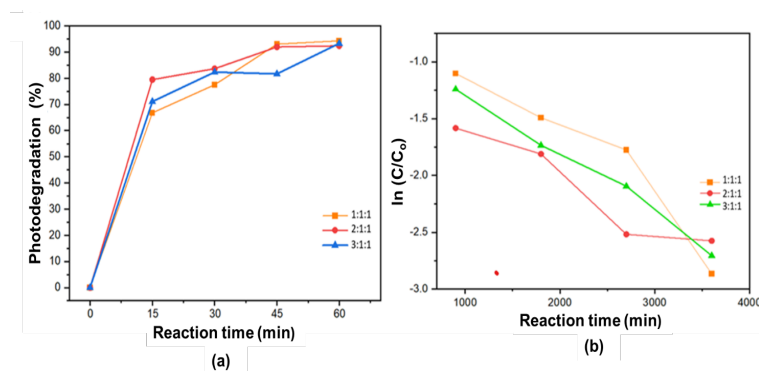 100
90
80
70
60
50
40
30
20
10
0
Photodegradation (%)
1:1:1
2:1:1
3:1:1
0 15 30 45 60
Reaction time (min)
(a)
-1.0
-1.5
-2.0
-2.5
-3.0
ln (C/Co)
1:1:1
2:1:1
3:1:1
1000 2000 3000 4000
Reaction time (min)
(b)